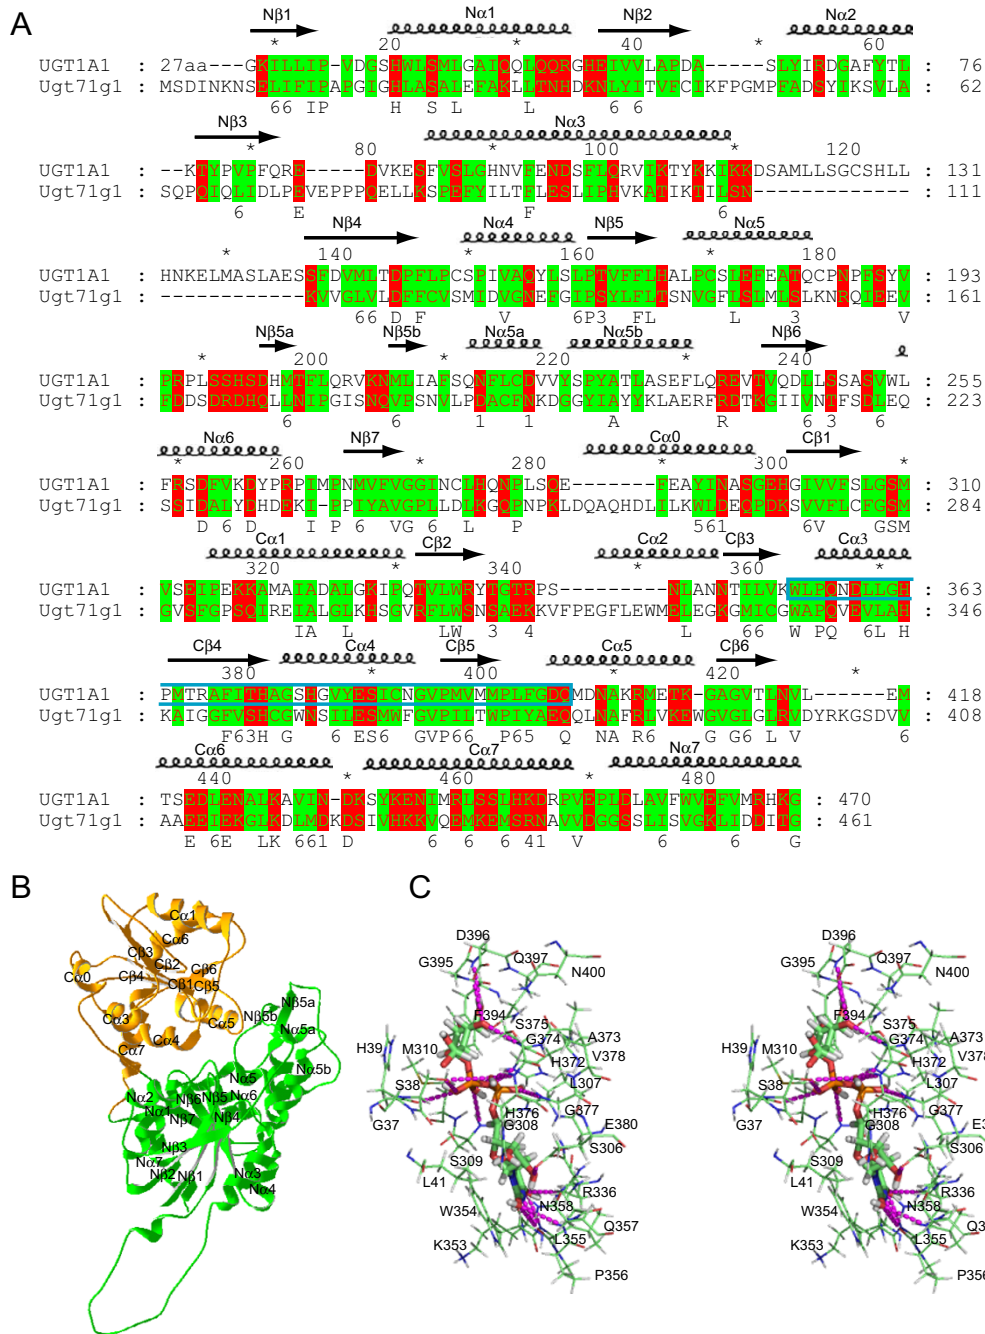 A
Nβ1 Nα1 Nβ2 Nα2
* 20 * 40 * 60
UGT1A1 : 27aa---GKILLIP-VDGSHWLSMLGAIQQLQQRGHEIVVLAPDA----SLYIRDGAFYTL : 76
Ugt71g1 : MSDINKNSELIFIPAPGIGHLASALEFAKLLTNHDKNLYITVFCIKFPGMPFADSYIKSVLA : 62
66 IP H S L L 6 6
Nβ3 Nα3
* 80 * 100 * 120
UGT1A1 : --KTYPVPFQRE-----DVKESFVSLGHNVFENDSFLQRVIKTYKKIKKDSAMLLSGCSHLL : 131
Ugt71g1 : SQPQIQLIDLPEVEPPPQELLKSPEFYILTFLESLIPHVKATIKTILSN------------- : 111
6 E F 6
Nβ4 Nα4 Nβ5 Nα5
* 140 * 160 * 180
UGT1A1 : HNKELMASLAESSFDVMLTDPFLPCSPIVAQYLSLPTVFFLHALPCSLEFEATQCPNPFSYV : 193
Ugt71g1 : ------------KVVGLVLDFFCVSMIDVGNEFGIPSYLFLTSNVGFLSLMLSLKNRQIEEV : 161
66 D F V 6P3 FL L 3 V
Nβ5a Nβ5b Nα5a Nα5b Nβ6
* 200 * 220 * 240
UGT1A1 : PRPLSSHSDHMTFLQRVKNMLIAFSQNFLCDVVYSPYATLASEFLQREVTVQDLLSSASVWL : 255
Ugt71g1 : FDDSDRDHQLLNIPGISNQVPSNVLPDACFNKDGGYIAYYKLAERFRDTKGIIVNTFSDLEQ : 223
6 6 1 1 A R 6 3 6
Nα6 Nβ7 Cα0 Cβ1
* 260 * 280 * 300 *
UGT1A1 : FRSDFVKDYPRPIMPNMVFVGGINCLHQNPLSQE-------FEAYINASGEHGIVVFSLGSM : 310
Ugt71g1 : SSIDALYDHDEKI-PPIYAVGPLLDLKGQPNPKLDQAQHDLILKWLDEQPDKSVVFLCFGSM : 284
D 6 D I P 6 VG 6 L P 561 6V GSM
Cα1 Cβ2 Cα2 Cβ3 Cα3
320 * 340 * 360 *
UGT1A1 : VSEIPEKKAMAIADALGKIPQTVLWRYTGTRPS----------NLANNTILVKWLPQNDLLGH : 363
Ugt71g1 : GVSFGPSQIREIALGLKHSGVRFLWSNSAEKKVFPEGFLEWMELEGKGMICGWAPQVEVLAH : 346
IA L LW 3 4 L 66 W PQ 6L H
Cβ4 Cα4 Cβ5 Cα5 Cβ6
380 * 400 * 420 *
UGT1A1 : PMTRAFITHAGSHGVYESICNGVPMVMMPLFGDQMDNAKRMETK-GAGVTLNVL------EM : 418
Ugt71g1 : KAIGGFVSHCGWNSILESMWFGVPILTWPIYAEQQLNAFRLVKEWGVGLGLRVDYRKGSDVV : 408
F63H G 6 ES6 GVP66 P65 Q NA R6 G G6 L V 6
Cα6 Cα7 Nα7
440 * 460 * 480
UGT1A1 : TSEDLENALKAVIN-DKSYKENIMRLSSLHKDRPVEPLDLAVFWVEFVMRHKG : 470
Ugt71g1 : AAEEIEKGLKDLMDKDSIVHKKVQEMKEMSRNAVVDGGSSLISVGKLIDDITG : 461
E 6E LK 661 D 6 6 6 41 V 6 6 G
B
Cα1
Cα6
Cβ3
Cβ2
Cα0
Cβ4
Cβ6
Cβ1
Cβ5
Cα3
Cα4
Cα5
Cα7
Nβ5a
Nβ5b
Nα5a
Nα5b
Nα5
Nα2
Nβ6
Nβ5
Nα6
Nα1
Nβ7
Nβ4
Nβ3
Nα7
Nβ2
Nβ1
Nα3
Nα4
C
D396
G395
Q397
N400
F394
S375
A373
G374
V378
H39
M310
H372
S38
L307
H376
G377
G37
G308
E380
S306
S309
L41
R336
W354
N358
Q357
L355
K353
P356
D396
G395
Q397
N400
F394
S375
A373
G374
V378
H39
M310
H372
S38
L307
H376
G377
G37
G308
E3
S306
S309
L41
R336
W354
N358
Q3
L355
K353
P356